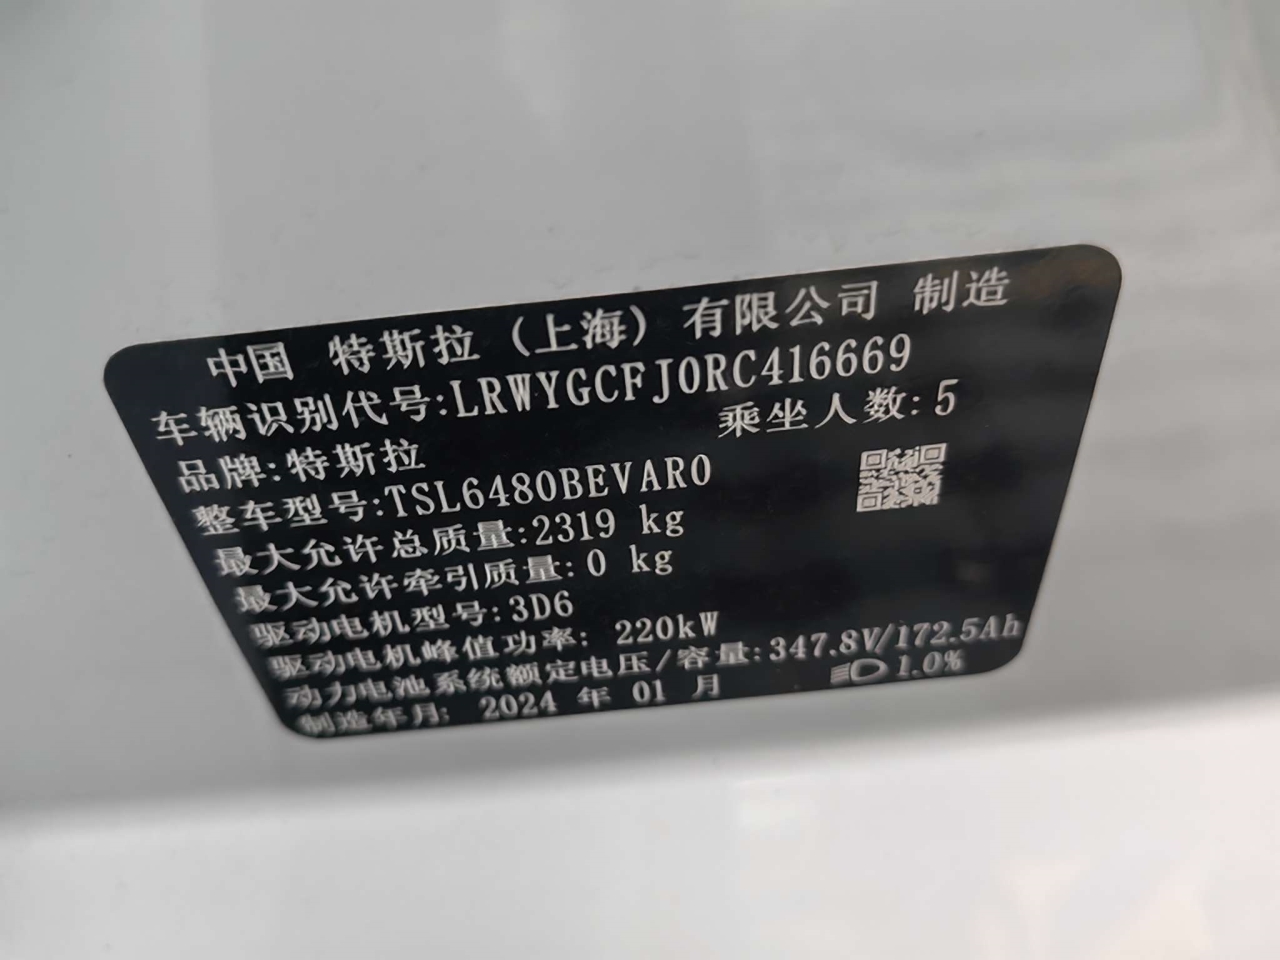 中国 特斯拉（上海）有限公司 制造
车辆识别代号:LRWYGCFJ0RC416669
品牌:特斯拉 乘坐人数:5
整车型号:TSL6480BEVAR0
最大允许总质量:2319 kg
最大允许牵引质量:0 kg
驱动电机型号:3D6
驱动电机峰值功率: 220kW
动力电池系统额定电压/容量:347.8V/172.5Ah
制造年月: 2024 年 01 月 1.0%